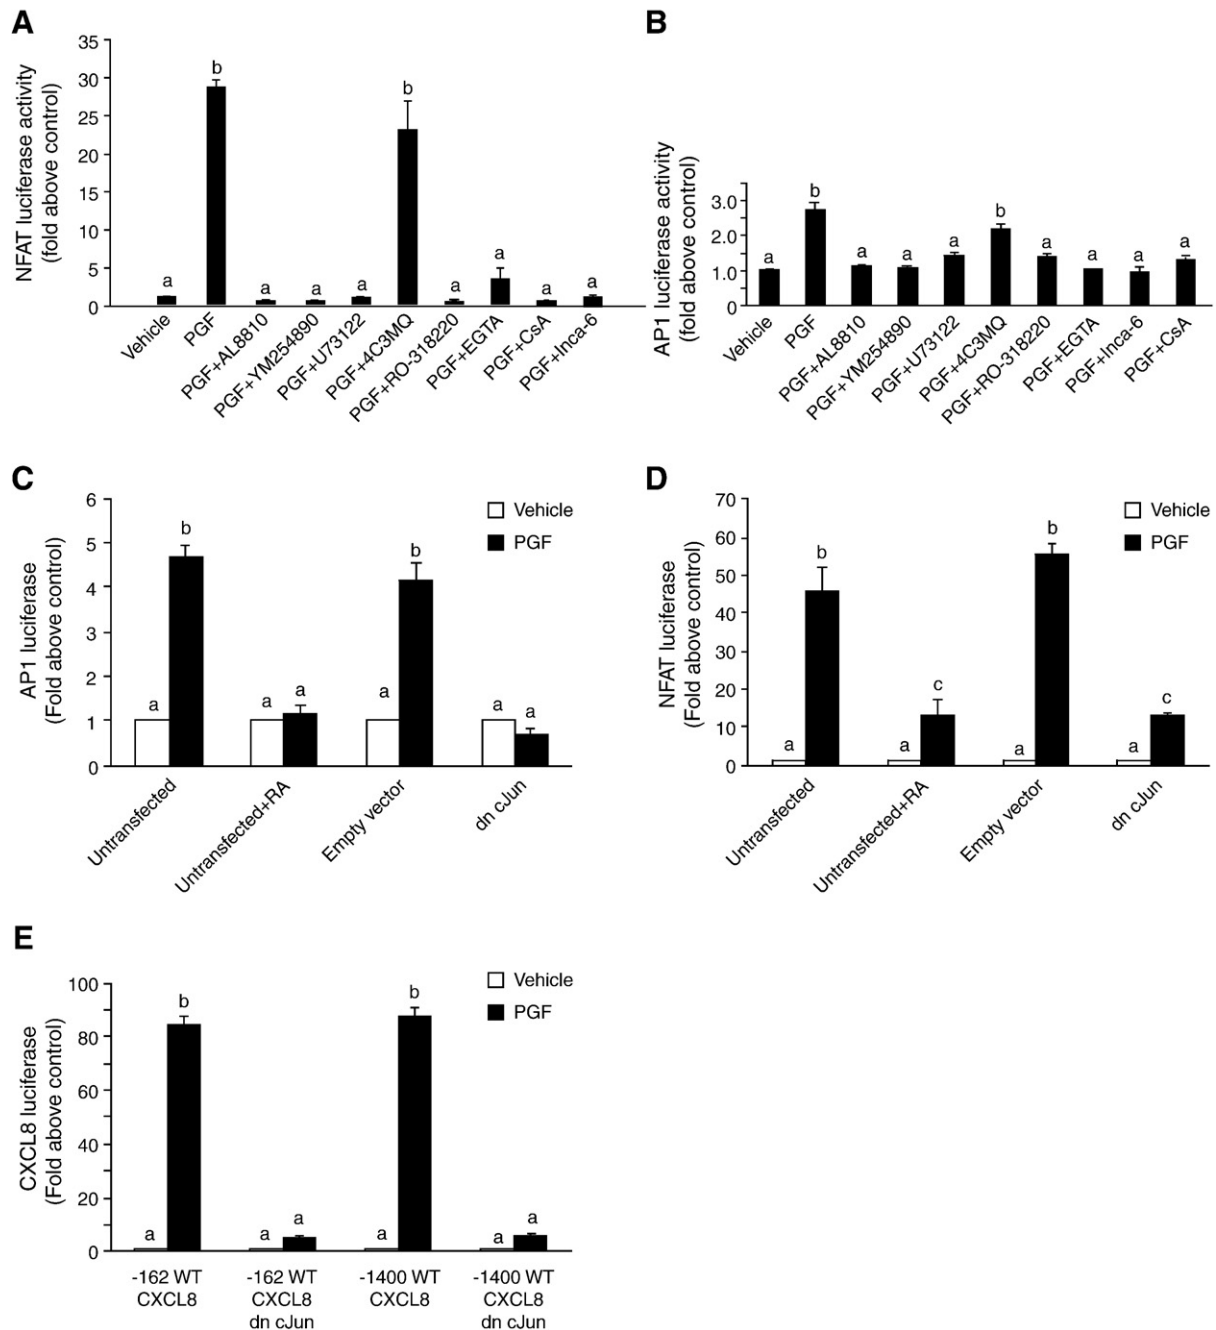 A
NFAT luciferase activity
(fold above control)
35
30
25
20
15
10
5
0
a
b
a
a
a
b
a
a
a
a
Vehicle
PGF
PGF+AL8810
PGF+YM254890
PGF+U73122
PGF+4C3MQ
PGF+RO-318220
PGF+EGTA
PGF+CsA
PGF+Inca-6
B
AP1 luciferase activity
(fold above control)
3.0
2.0
1.0
0
a
b
a
a
a
b
a
a
a
a
Vehicle
PGF
PGF+AL8810
PGF+YM254890
PGF+U73122
PGF+4C3MQ
PGF+RO-318220
PGF+EGTA
PGF+Inca-6
PGF+CsA
C
AP1 luciferase
(Fold above control)
6
5
4
3
2
1
0
Vehicle
PGF
a
b
a
a
a
b
a
a
Untransfected
Untransfected+RA
Empty vector
dn cJun
D
NFAT luciferase
(Fold above control)
70
60
50
40
30
20
10
0
Vehicle
PGF
a
b
a
c
a
b
a
c
Untransfected
Untransfected+RA
Empty vector
dn cJun
E
CXCL8 luciferase
(Fold above control)
100
80
60
40
20
0
Vehicle
PGF
a
b
a
a
a
b
a
a
-162 WT
CXCL8
-162 WT
CXCL8
dn cJun
-1400 WT
CXCL8
-1400 WT
CXCL8
dn cJun